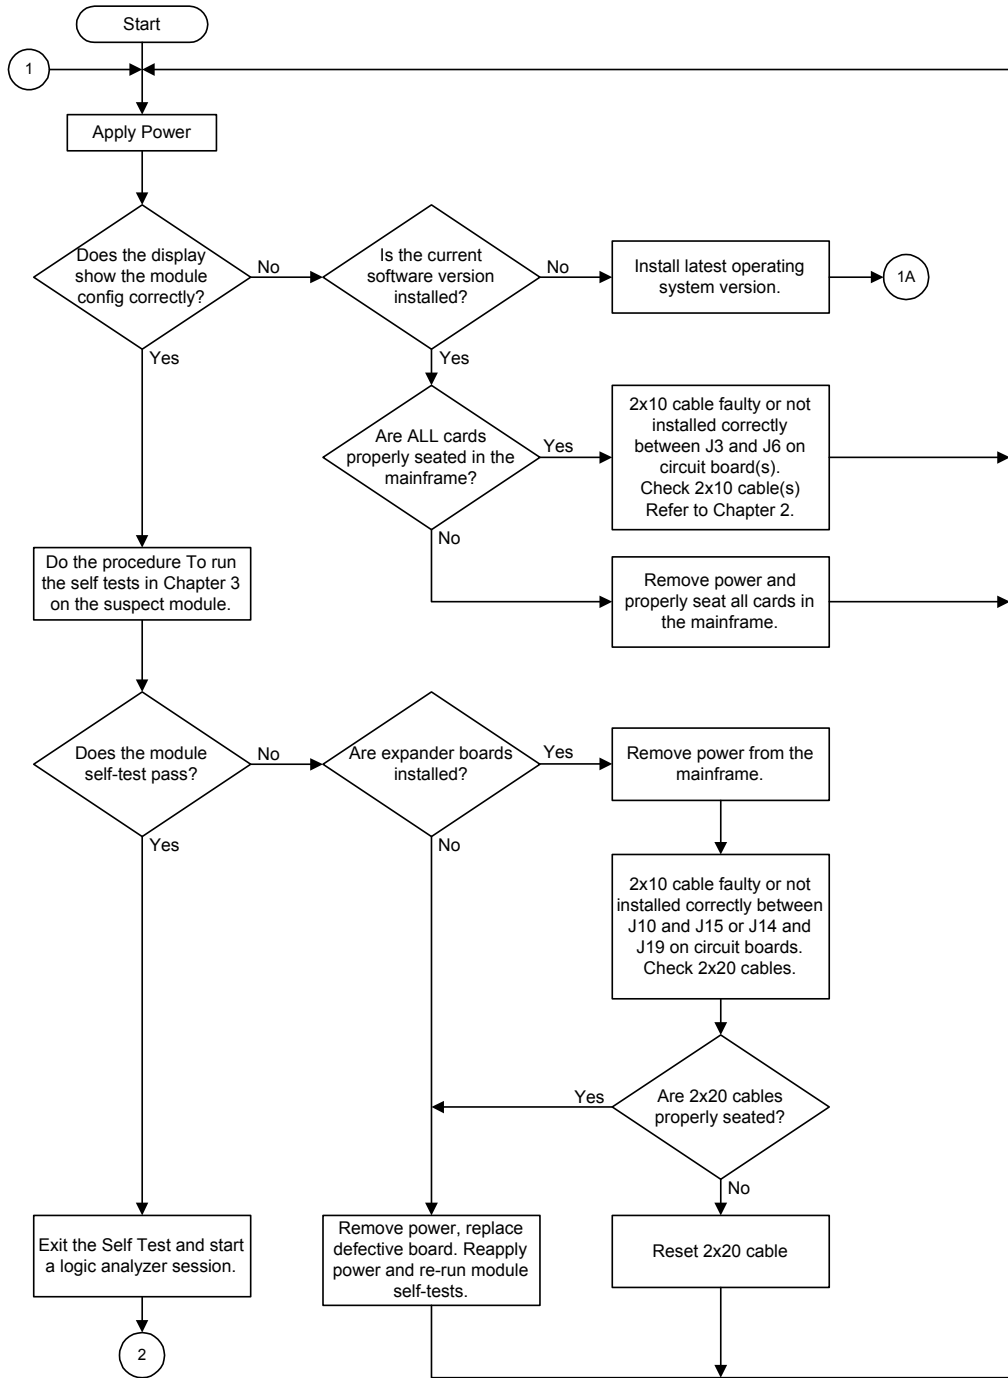 Start
1
Apply Power
Does the display
show the module
config correctly?
No
Is the current
software version
installed?
No
Install latest operating
system version.
1A
Yes
Yes
Are ALL cards
properly seated in the
mainframe?
Yes
2x10 cable faulty or not
installed correctly
between J3 and J6 on
circuit board(s).
Check 2x10 cable(s)
Refer to Chapter 2.
No
Do the procedure To run
the self tests in Chapter 3
on the suspect module.
Remove power and
properly seat all cards in
the mainframe.
Does the module
self-test pass?
No
Are expander boards
installed?
Yes
Remove power from the
mainframe.
Yes
No
2x10 cable faulty or not
installed correctly between
J10 and J15 or J14 and
J19 on circuit boards.
Check 2x20 cables.
Yes
Are 2x20 cables
properly seated?
No
Exit the Self Test and start
a logic analyzer session.
Remove power, replace
defective board. Reapply
power and re-run module
self-tests.
Reset 2x20 cable
2